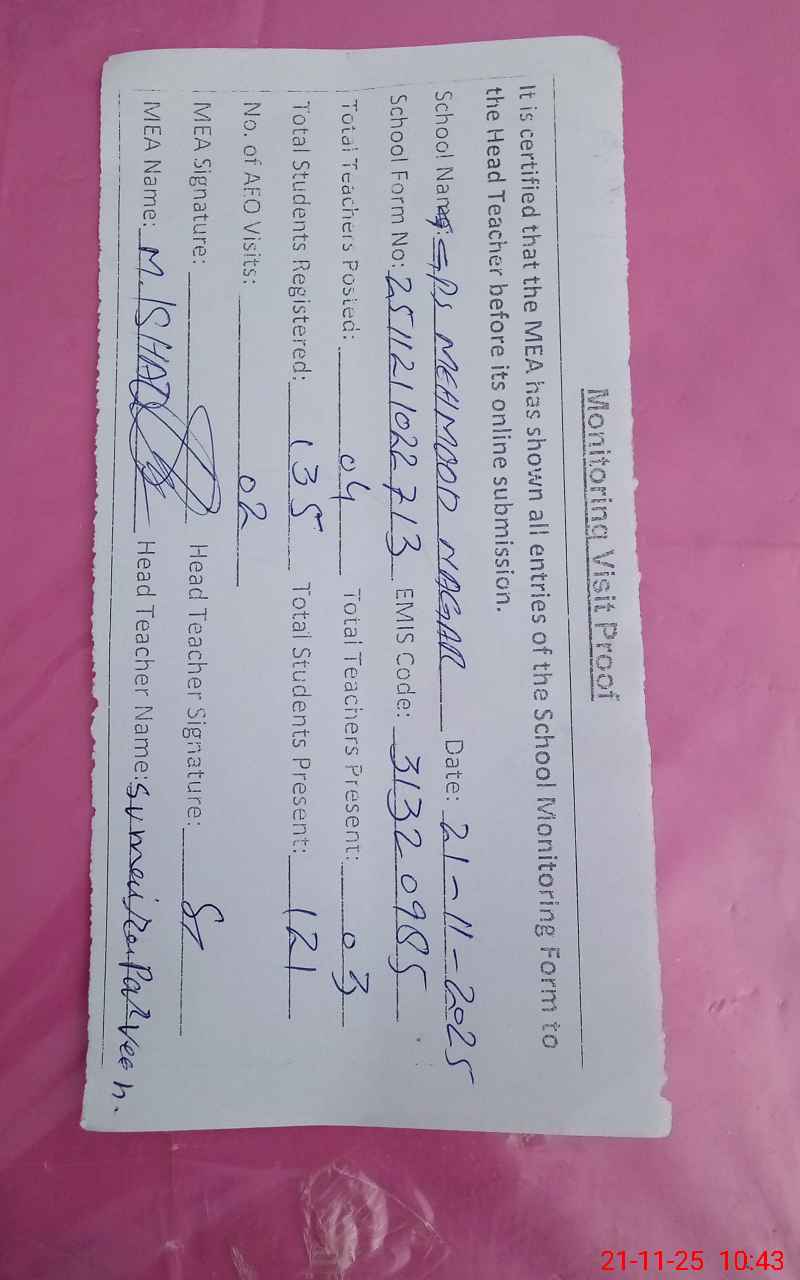 Monitoring Visit Proof
It is certified that the MEA has shown all entries of the School Monitoring Form to
the Head Teacher before its online submission.
School Name: GPS MEHMOOD NAGAR Date: 21-11-2025
School Form No: 2511211022713 EMIS Code: 31320985
Total Teachers Posted: 04 Total Teachers Present: 03
Total Students Registered: 135 Total Students Present: 121
No. of AEO Visits: 02
MEA Signature: Head Teacher Signature:
MEA Name: M. Head Teacher Name: Parveen.
21-11-25 10:43